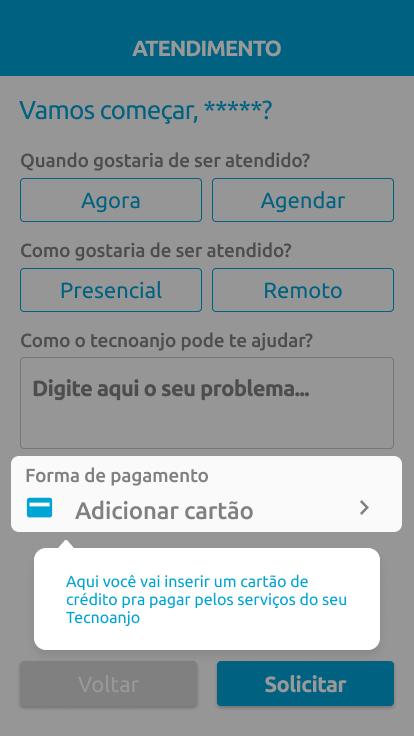 ATENDIMENTO
Vamos começar, *****?
Quando gostaria de ser atendido?
Agora
Agendar
Como gostaria de ser atendido?
Presencial
Remoto
Como o tecnoanjo pode te ajudar?
Digite aqui o seu problema...
Forma de pagamento
Adicionar cartão
Aqui você vai inserir um cartão de
crédito pra pagar pelos serviços do seu
Tecnoanjo
Voltar
Solicitar